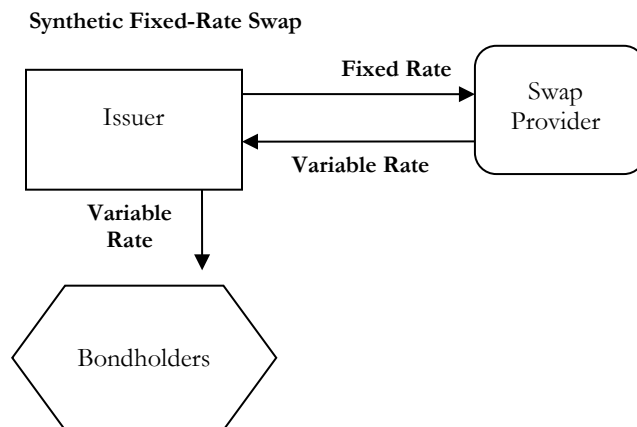 Synthetic Fixed-Rate Swap
Fixed Rate
Issuer
Swap
Provider
Variable Rate
Variable
Rate
Bondholders